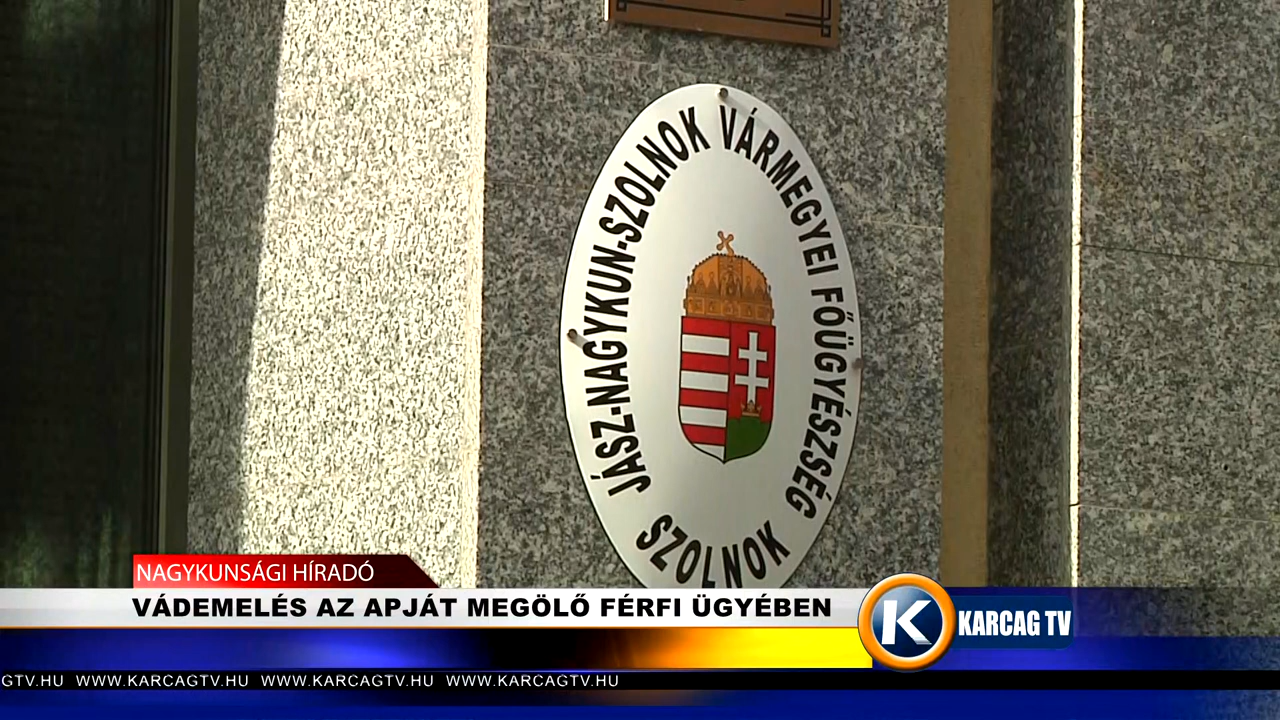 JÁSZ-NAGYKUN-SZOLNOK VÁRMEGYEI FŐÜGYÉSZSÉG
SZOLNOK
NAGYKUNSÁGI HÍRADÓ
VÁDEMELÉS AZ APJÁT MEGÖLŐ FÉRFI ÜGYÉBEN
K KARCAG TV
GTV.HU WWW.KARCAGTV.HU WWW.KARCAGTV.HU WWW.KARCAGTV.HU